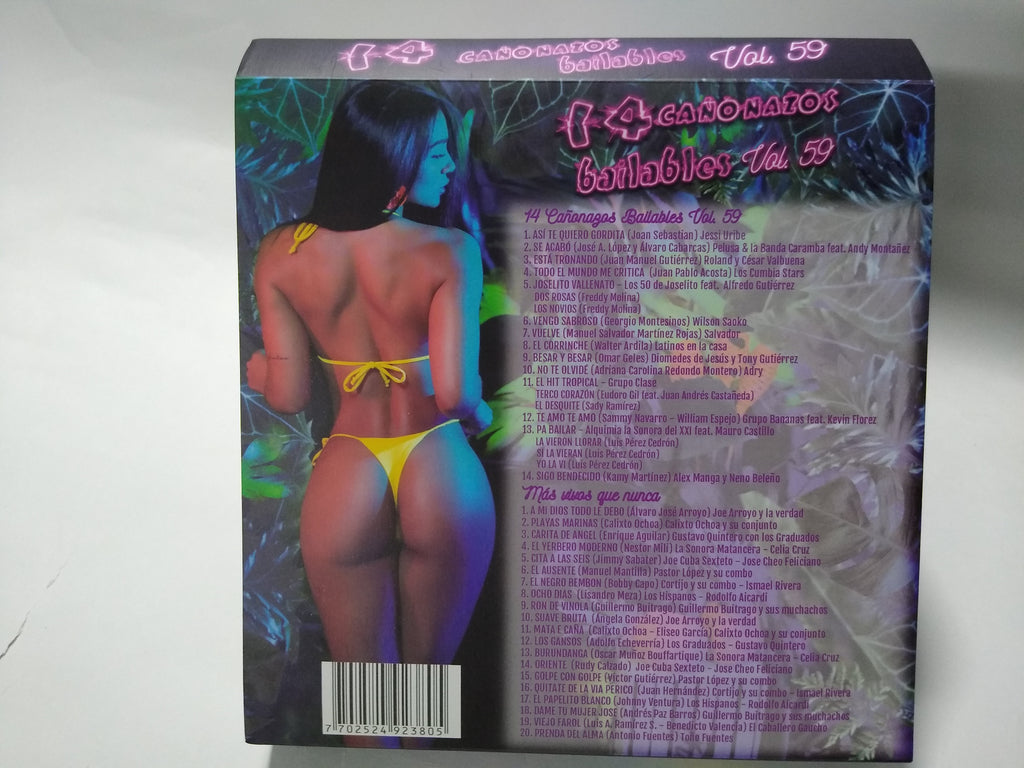 14 CAÑONAZOS bailables Vol. 59
14 CAÑONAZOS
bailables Vol. 59
14 Cañonazos Bailables Vol. 59
1. ASÍ TE QUIERO GORDITA (Joan Sebastian) Jessi Uribe
2. SE ACABÓ (José A. López y Álvaro Cabarcas) Pelusa & la Banda Caramba feat. Andy Montañez
3. ESTÁ TRONANDO (Juan Manuel Gutiérrez) Roland y César Valbuena
4. TODO EL MUNDO ME CRITICA (Juan Pablo Acosta) Los Cumbia Stars
5. JOSELITO VALLENATO - Los 50 de Joselito feat. Alfredo Gutiérrez
DOS ROSAS (Freddy Molina)
LOS NOVIOS (Freddy Molina)
6. VENGO SABROSO (Georgio Montesinos) Wilson Saoko
7. VUELVE (Manuel Salvador Martínez Rojas) Salvador
8. EL CORRINCHE (Walter Ardila) Latinos en la casa
9. BESAR Y BESAR (Omar Geles) Diomedes de Jesús y Tony Gutiérrez
10. NO TE OLVIDÉ (Adriana Carolina Redondo Montero) Adry
11. EL HIT TROPICAL - Grupo Clase
TERCO CORAZÓN (Eudoro Gil feat. Juan Andrés Castañeda)
EL DESQUITE (Sady Ramírez)
12. TE AMO TE AMO (Sammy Navarro - William Espejo) Grupo Bananas feat. Kevin Florez
13. PA BAILAR - Alquimia la Sonora del XXI feat. Mauro Castillo
LA VIERON LLORAR (Luis Pérez Cedrón)
SÍ LA VIERAN (Luis Pérez Cedrón)
YO LA VI (Luis Pérez Cedrón)
14. SIGO BENDECIDO (Kamy Martínez) Alex Manga y Neno Beleño
Más vivos que nunca
1. A MI DIOS TODO LE DEBO (Álvaro José Arroyo) Joe Arroyo y la verdad
2. PLAYAS MARINAS (Calixto Ochoa) Calixto Ochoa y su conjunto
3. CARITA DE ANGEL (Enrique Aguilar) Gustavo Quintero con los Graduados
4. EL YERBERO MODERNO (Nestor Mili) La Sonora Matancera - Celia Cruz
5. CITA A LAS SEIS (Jimmy Sabater) Joe Cuba Sexteto - Jose Cheo Feliciano
6. EL AUSENTE (Manuel Mantilla) Pastor López y su combo
7. EL NEGRO BEMBON (Bobby Capo) Cortijo y su combo - Ismael Rivera
8. OCHO DIAS (Lisandro Meza) Los Hispanos - Rodolfo Aicardi
9. RON DE VINOLA (Guillermo Buitrago) Guillermo Buitrago y sus muchachos
10. SUAVE BRUTA (Ángela González) Joe Arroyo y la verdad
11. MATA E CAÑA (Calixto Ochoa - Eliseo García) Calixto Ochoa y su conjunto
12. LOS GANSOS (Adolfo Echeverría) Los Graduados - Gustavo Quintero
13. BURUNDANGA (Oscar Muñoz Bouffartique) La Sonora Matancera - Celia Cruz
14. ORIENTE (Rudy Calzado) Joe Cuba Sexteto - Jose Cheo Feliciano
15. GOLPE CON GOLPE (Víctor Gutiérrez) Pastor López y su combo
16. QUITATE DE LA VIA PERICO (Juan Hernández) Cortijo y su combo - Ismael Rivera
17. EL PAPELITO BLANCO (Johnny Ventura) Los Hispanos - Rodolfo Aicardi
18. DAME TU MUJER JOSE (Andrés Paz Barros) Guillermo Buitrago y sus muchachos
19. VIEJO FAROL (Luis A. Ramírez S. - Benedicto Valencia) El Caballero Gaucho
20. PRENDA DEL ALMA (Antonio Fuentes) Toño Fuentes
7 702524 923805